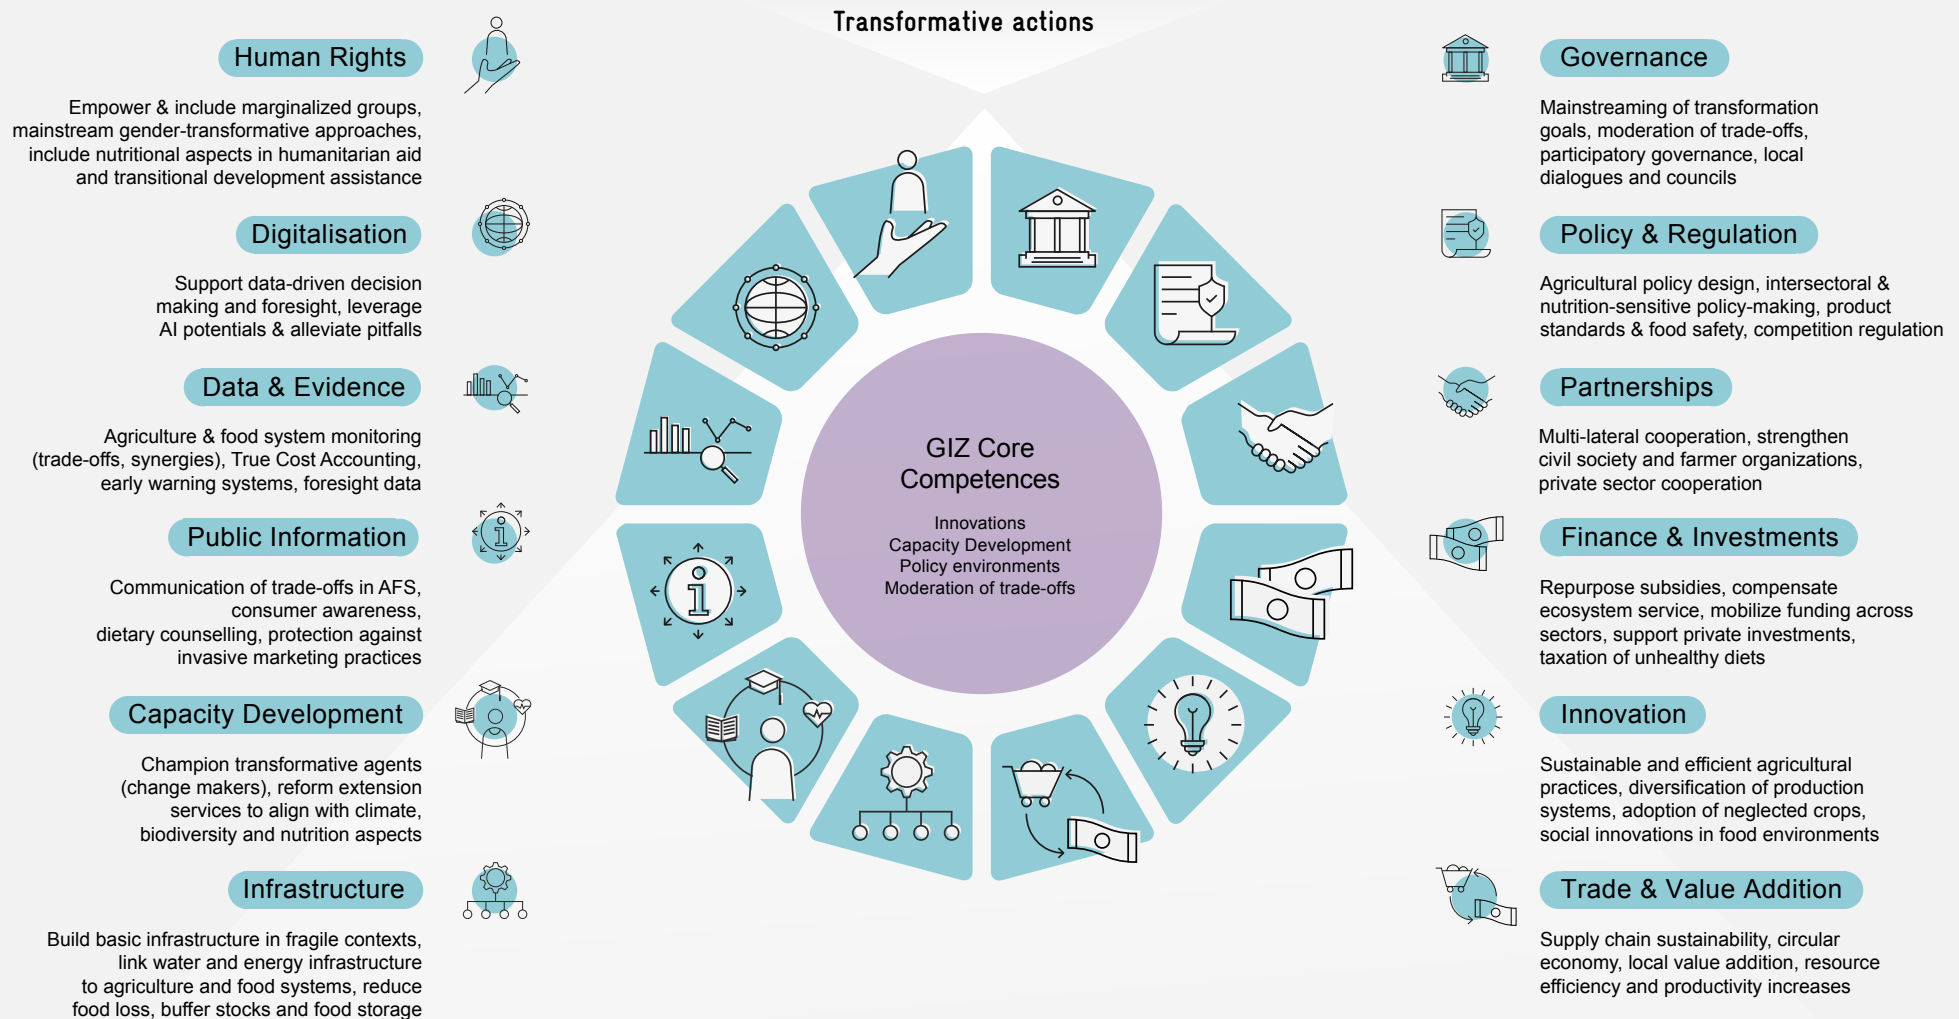 Transformative actions
Human Rights
Empower & include marginalized groups,
mainstream gender-transformative approaches,
include nutritional aspects in humanitarian aid
and transitional development assistance
Digitalisation
Support data-driven decision
making and foresight, leverage
AI potentials & alleviate pitfalls
Data & Evidence
Agriculture & food system monitoring
(trade-offs, synergies), True Cost Accounting,
early warning systems, foresight data
Public Information
Communication of trade-offs in AFS,
consumer awareness,
dietary counselling, protection against
invasive marketing practices
Capacity Development
Champion transformative agents
(change makers), reform extension
services to align with climate,
biodiversity and nutrition aspects
Infrastructure
Build basic infrastructure in fragile contexts,
link water and energy infrastructure
to agriculture and food systems, reduce
food loss, buffer stocks and food storage
GIZ Core
Competences
Innovations
Capacity Development
Policy environments
Moderation of trade-offs
Governance
Mainstreaming of transformation
goals, moderation of trade-offs,
participatory governance, local
dialogues and councils
Policy & Regulation
Agricultural policy design, intersectoral &
nutrition-sensitive policy-making, product
standards & food safety, competition regulation
Partnerships
Multi-lateral cooperation, strengthen
civil society and farmer organizations,
private sector cooperation
Finance & Investments
Repurpose subsidies, compensate
ecosystem service, mobilize funding across
sectors, support private investments,
taxation of unhealthy diets
Innovation
Sustainable and efficient agricultural
practices, diversification of production
systems, adoption of neglected crops,
social innovations in food environments
Trade & Value Addition
Supply chain sustainability, circular
economy, local value addition, resource
efficiency and productivity increases